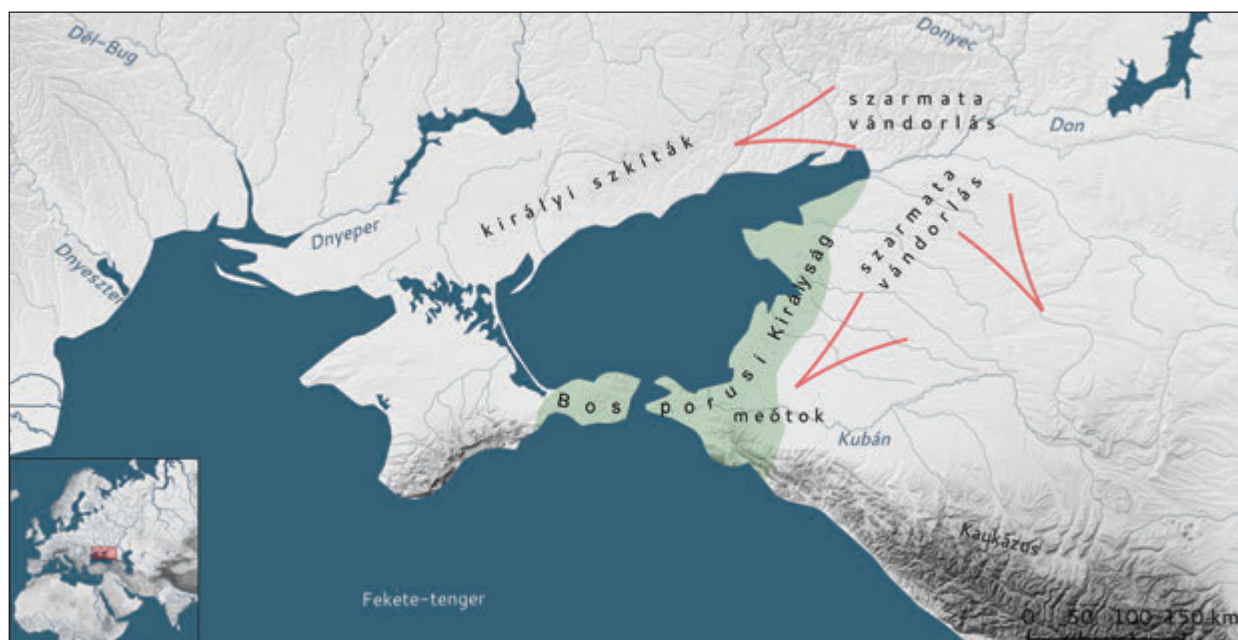 Dél-Bug
Donyec
szarmata
vándorlás
Don
királyi szkíták
szarmata
vándorlás
Dnyeper
Dnyeszter
Bosporusi Királyság
meótok
Kubán
Kaukázus
Fekete-tenger
0 50 100 150 km